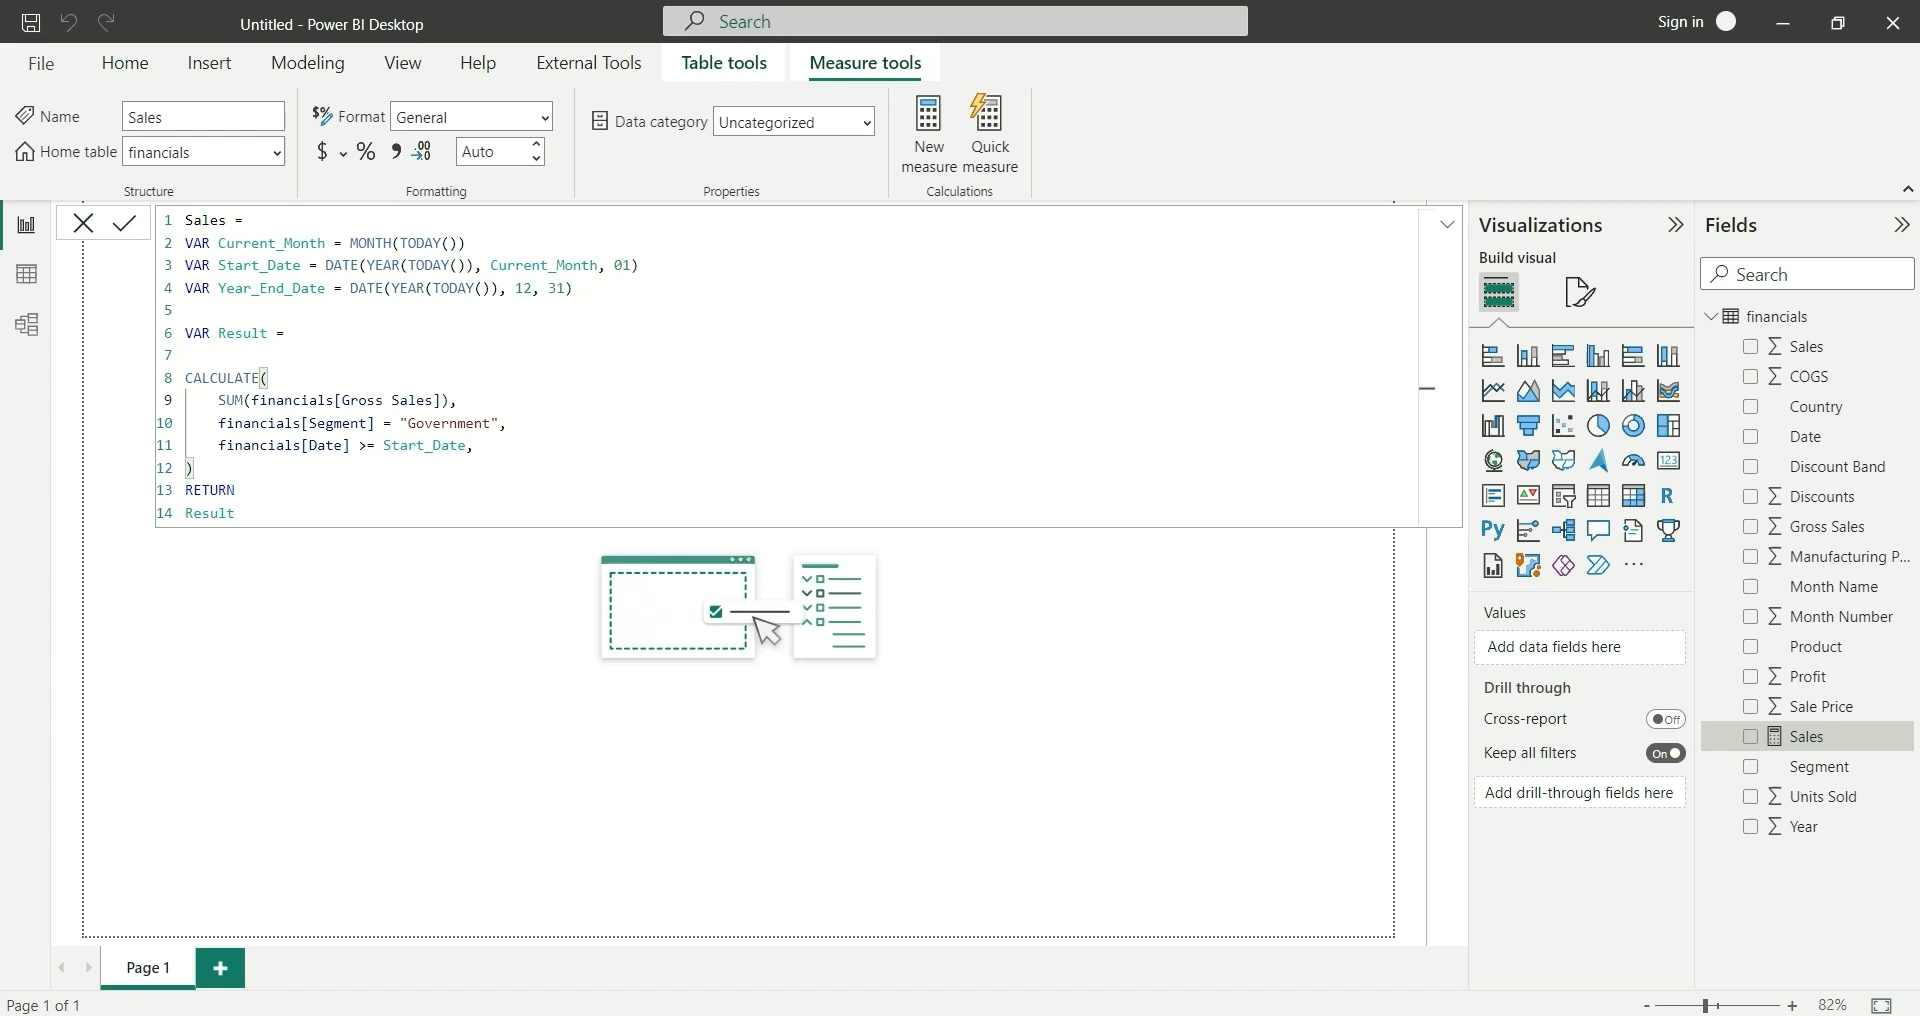 Untitled - Power BI Desktop
Search
Sign in
File Home Insert Modeling View Help External Tools Table tools Measure tools
Name Sales
Home table financials
Structure
$% Format General
$ % , .00 Auto
Formatting
Data category Uncategorized
Properties
New measure
Quick measure
Calculations
1 Sales =
2 VAR Current_Month = MONTH(TODAY())
3 VAR Start_Date = DATE(YEAR(TODAY()), Current_Month, 01)
4 VAR Year_End_Date = DATE(YEAR(TODAY()), 12, 31)
5
6 VAR Result =
7
8 CALCULATE(
9 SUM(financials[Gross Sales]),
10 financials[Segment] = "Government",
11 financials[Date] >= Start_Date,
12 )
13 RETURN
14 Result
Page 1
Page 1 of 1
Visualizations
Build visual
123
R
Py
Values
Add data fields here
Drill through
Cross-report Off
Keep all filters On
Add drill-through fields here
Fields
Search
financials
Sales
COGS
Country
Date
Discount Band
Discounts
Gross Sales
Manufacturing P...
Month Name
Month Number
Product
Profit
Sale Price
Sales
Segment
Units Sold
Year
- + 82%